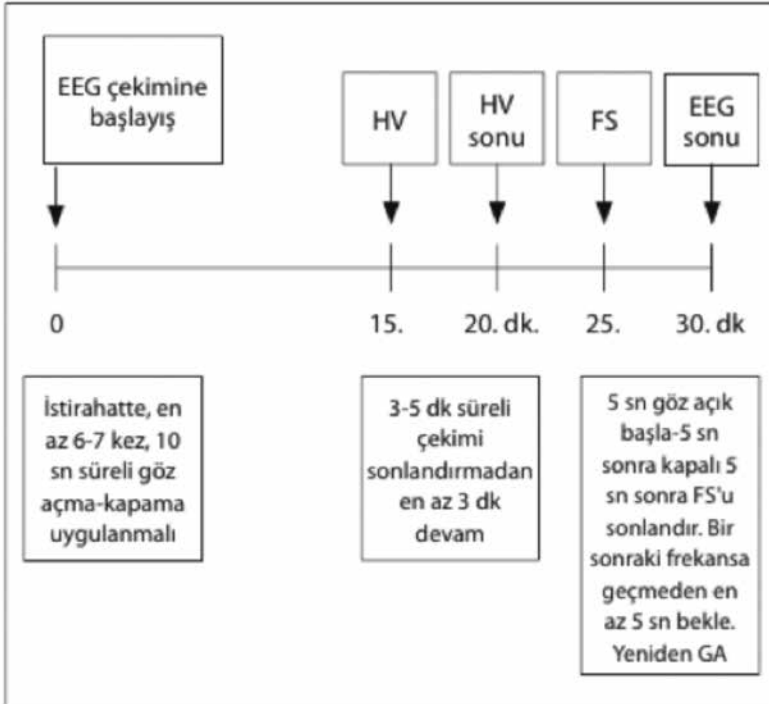 EEG çekimine
başlayış
HV
HV
sonu
FS
EEG
sonu
0
15.
20. dk.
25.
30. dk
İstirahatte, en
az 6-7 kez, 10
sn süreli göz
açma-kapama
uygulanmalı
3-5 dk süreli
çekimi
sonlandırmadan
en az 3 dk
devam
5 sn göz açık
başla-5 sn
sonra kapalı 5
sn sonra FS'u
sonlandır. Bir
sonraki frekansa
geçmeden en
az 5 sn bekle.
Yeniden GA